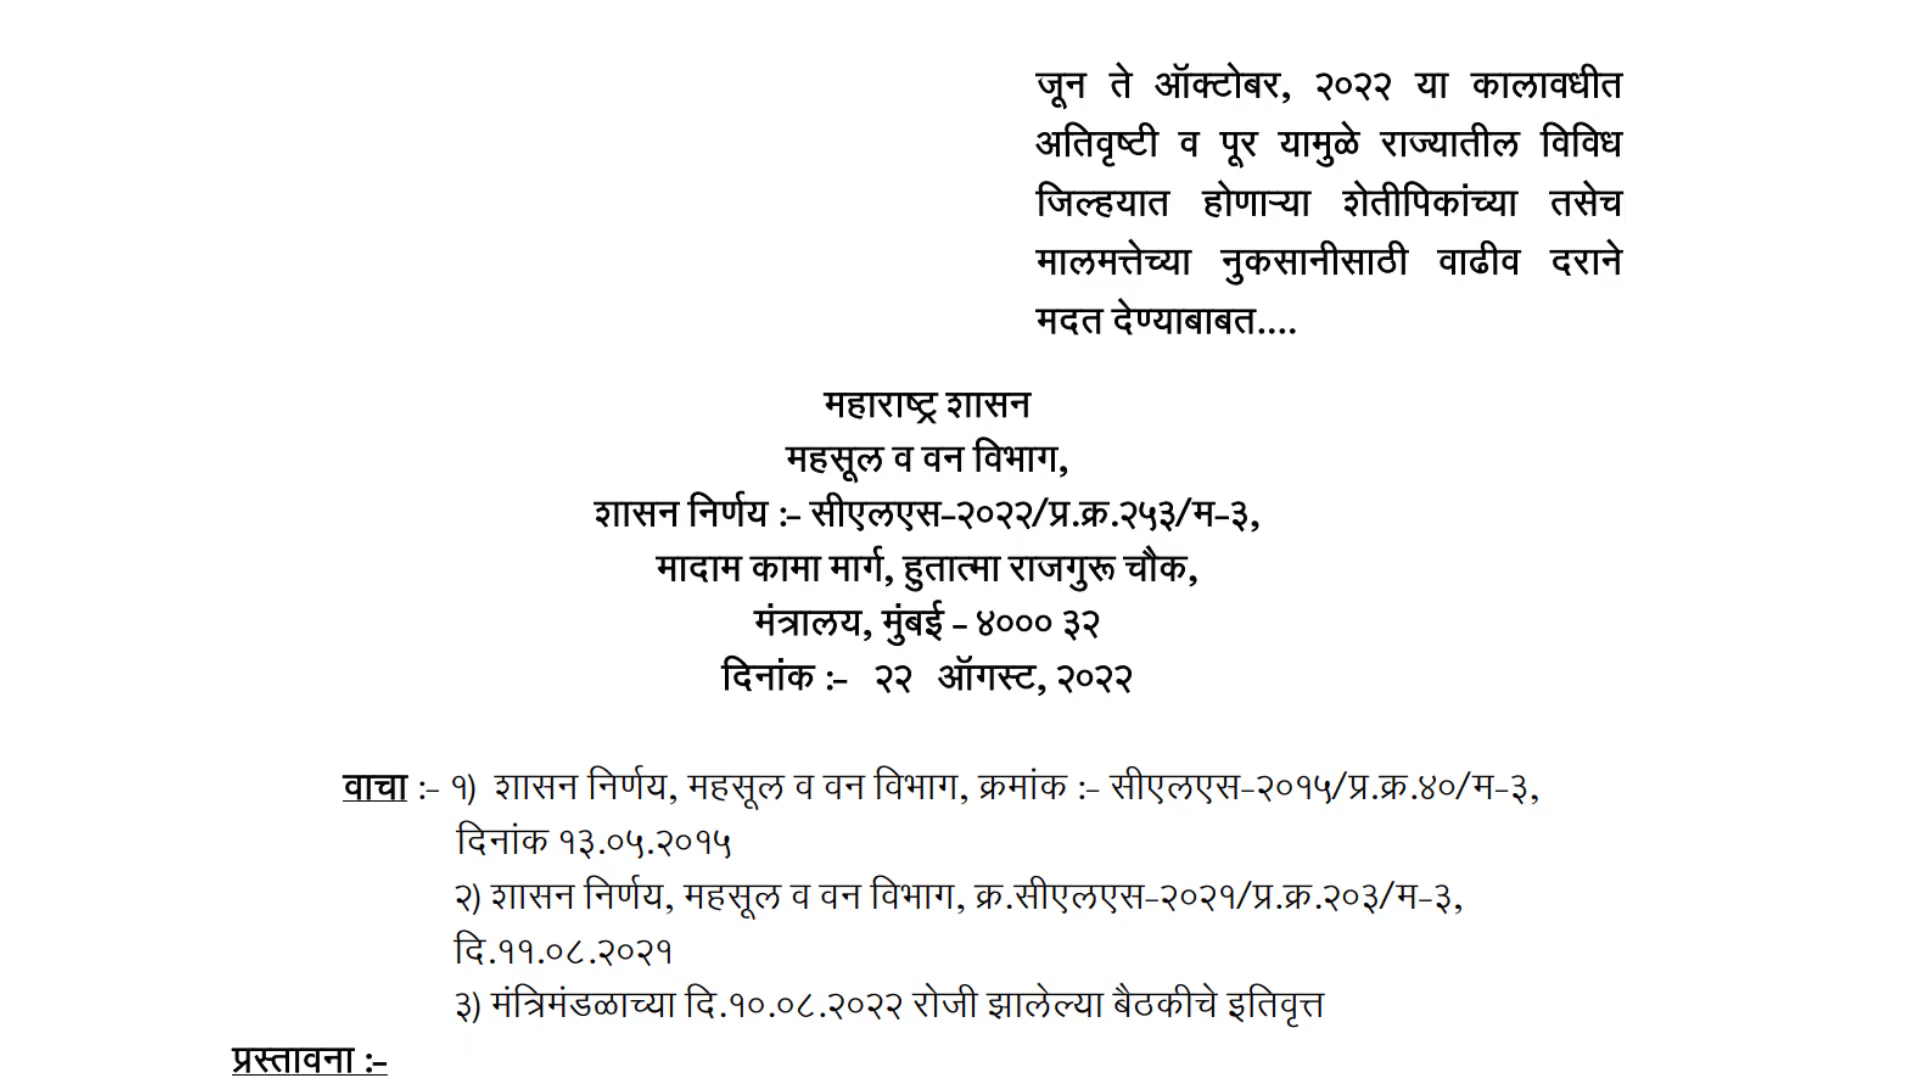 जून ते ऑक्टोबर, २०२२ या कालावधीत
अतिवृष्टी व पूर यामुळे राज्यातील विविध
जिल्हयात होणाऱ्या शेतीपिकांच्या तसेच
मालमत्तेच्या नुकसानीसाठी वाढीव दराने
मदत देण्याबाबत....
महाराष्ट्र शासन
महसूल व वन विभाग,
शासन निर्णय :- सीएलएस-२०२२/प्र.क्र.२५३/म-३,
मादाम कामा मार्ग, हुतात्मा राजगुरू चौक,
मंत्रालय, मुंबई - ४००० ३२
दिनांक :- २२ ऑगस्ट, २०२२
वाचा :- १) शासन निर्णय, महसूल व वन विभाग, क्रमांक :- सीएलएस-२०१५/प्र.क्र.४०/म-३,
दिनांक १३.०५.२०१५
२) शासन निर्णय, महसूल व वन विभाग, क्र.सीएलएस-२०२१/प्र.क्र.२०३/म-३,
दि.११.०८.२०२१
३) मंत्रिमंडळाच्या दि.१०.०८.२०२२ रोजी झालेल्या बैठकीचे इतिवृत्त
प्रस्तावना :-